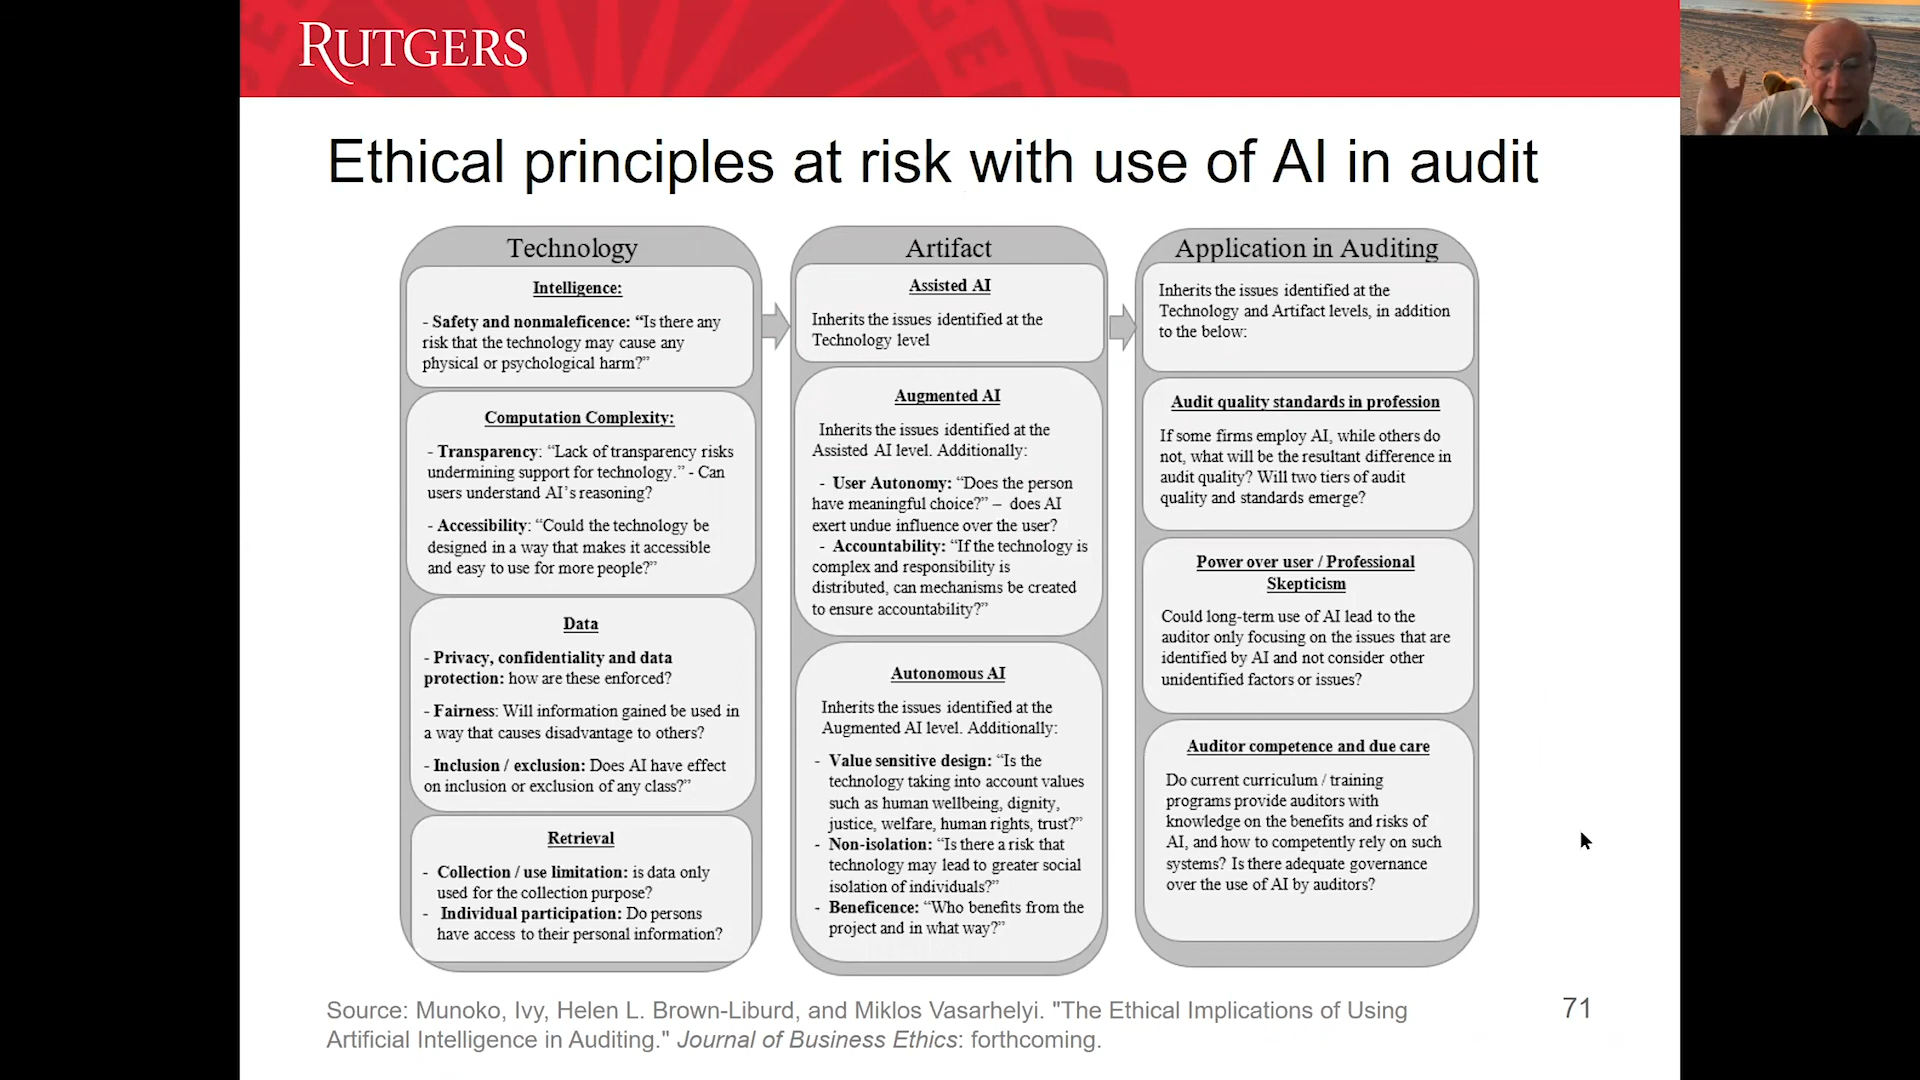 RUTGERS
Ethical principles at risk with use of AI in audit
Technology
Intelligence:
- Safety and nonmaleficence: “Is there any
risk that the technology may cause any
physical or psychological harm?”
Computation Complexity:
- Transparency: “Lack of transparency risks
undermining support for technology.” - Can
users understand AI’s reasoning?
- Accessibility: “Could the technology be
designed in a way that makes it accessible
and easy to use for more people?”
Data
- Privacy, confidentiality and data
protection: how are these enforced?
- Fairness: Will information gained be used in
a way that causes disadvantage to others?
- Inclusion / exclusion: Does AI have effect
on inclusion or exclusion of any class?”
Retrieval
- Collection / use limitation: is data only
used for the collection purpose?
- Individual participation: Do persons
have access to their personal information?
Artifact
Assisted AI
Inherits the issues identified at the
Technology level
Augmented AI
Inherits the issues identified at the
Assisted AI level. Additionally:
- User Autonomy: “Does the person
have meaningful choice?” – does AI
exert undue influence over the user?
- Accountability: “If the technology is
complex and responsibility is
distributed, can mechanisms be created
to ensure accountability?”
Autonomous AI
Inherits the issues identified at the
Augmented AI level. Additionally:
- Value sensitive design: “Is the
technology taking into account values
such as human wellbeing, dignity,
justice, welfare, human rights, trust?”
- Non-isolation: “Is there a risk that
technology may lead to greater social
isolation of individuals?”
- Beneficence: “Who benefits from the
project and in what way?”
Application in Auditing
Inherits the issues identified at the
Technology and Artifact levels, in addition
to the below:
Audit quality standards in profession
If some firms employ AI, while others do
not, what will be the resultant difference in
audit quality? Will two tiers of audit
quality and standards emerge?
Power over user / Professional
Skepticism
Could long-term use of AI lead to the
auditor only focusing on the issues that are
identified by AI and not consider other
unidentified factors or issues?
Auditor competence and due care
Do current curriculum / training
programs provide auditors with
knowledge on the benefits and risks of
AI, and how to competently rely on such
systems? Is there adequate governance
over the use of AI by auditors?
Source: Munoko, Ivy, Helen L. Brown-Liburd, and Miklos Vasarhelyi. "The Ethical Implications of Using
Artificial Intelligence in Auditing." Journal of Business Ethics: forthcoming.
71